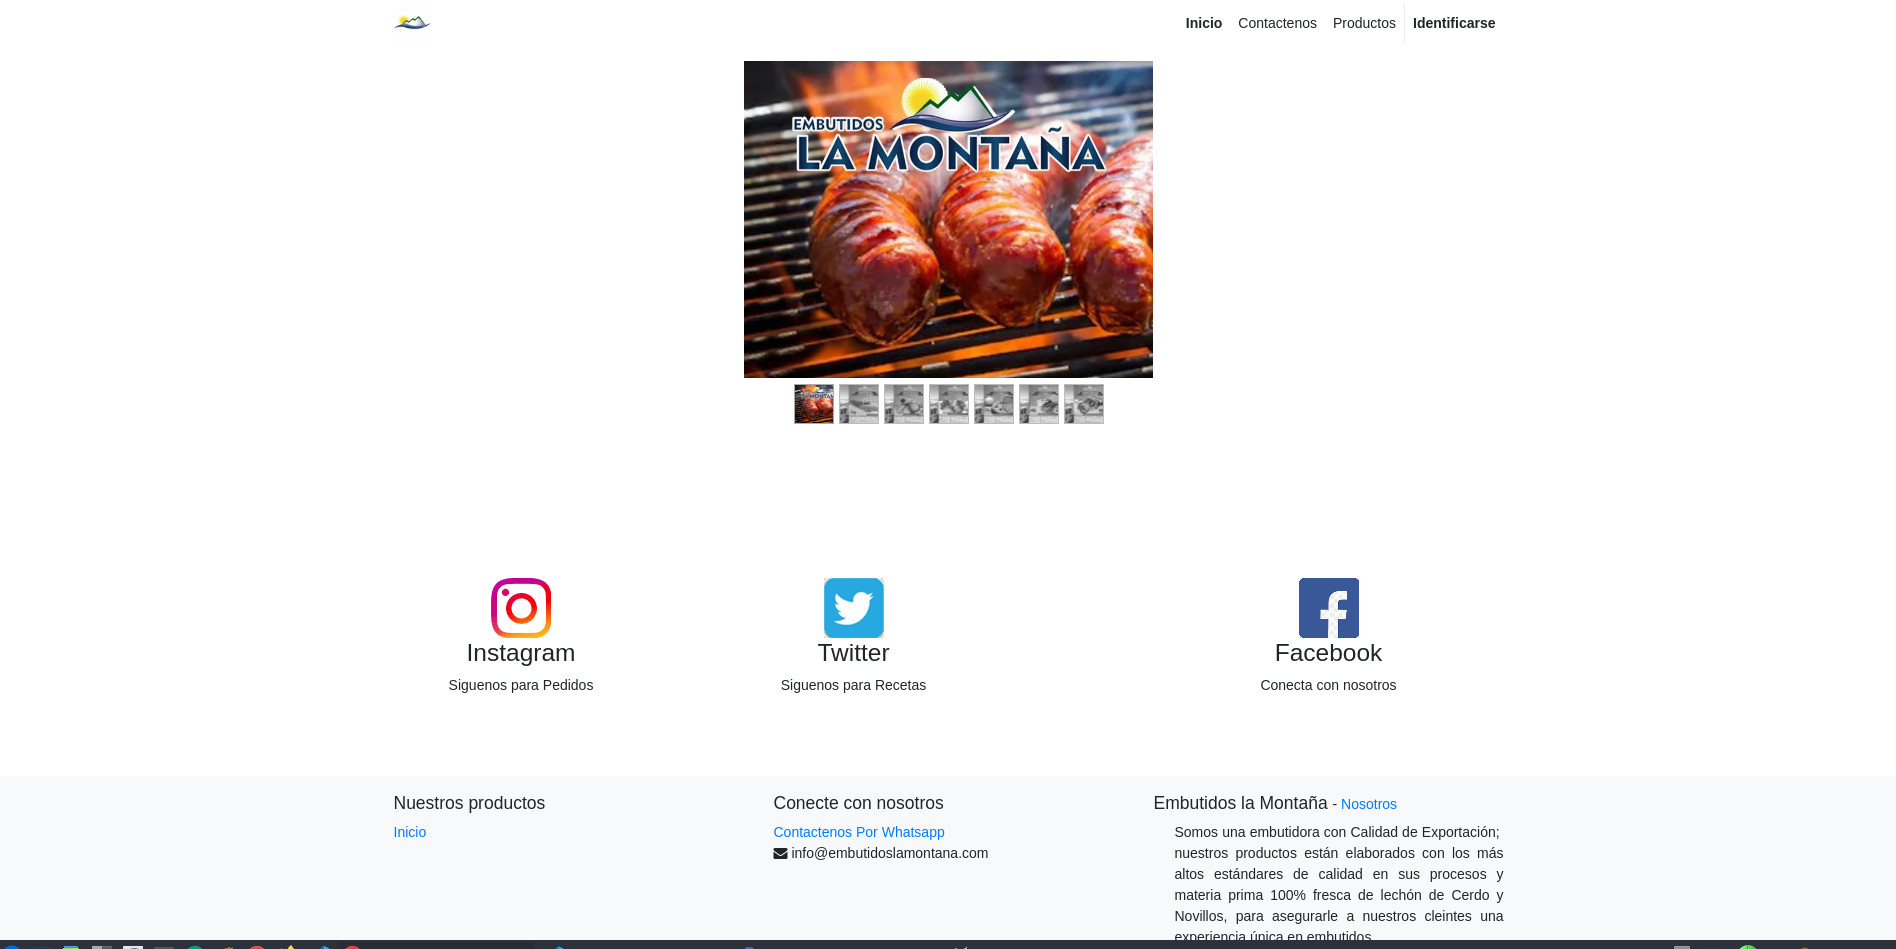 Inicio Contactenos Productos Identificarse
EMBUTIDOS
LA MONTAÑA
Instagram Twitter Facebook
Siguenos para Pedidos Siguenos para Recetas Conecta con nosotros
Nuestros productos Conecte con nosotros Embutidos la Montaña - Nosotros
Inicio
Contactenos Por Whatsapp
info@embutidoslamontana.com
Somos una embutidora con Calidad de Exportación;
nuestros productos están elaborados con los más
altos estándares de calidad en sus procesos y
materia prima 100% fresca de lechón de Cerdo y
Novillos, para asegurarle a nuestros cleintes una
experiencia única en embutidos